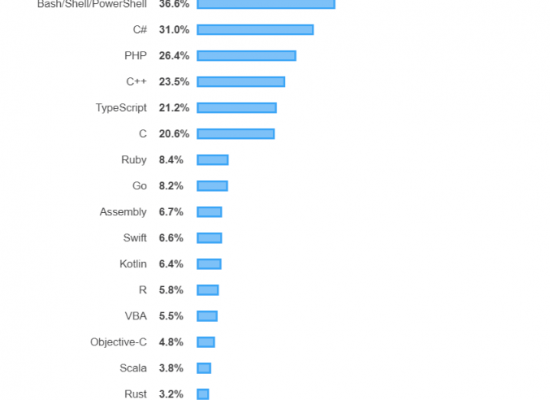 Bash/Shell/PowerShell 36.6%
C# 31.0%
PHP 26.4%
C++ 23.5%
TypeScript 21.2%
C 20.6%
Ruby 8.4%
Go 8.2%
Assembly 6.7%
Swift 6.6%
Kotlin 6.4%
R 5.8%
VBA 5.5%
Objective-C 4.8%
Scala 3.8%
Rust 3.2%